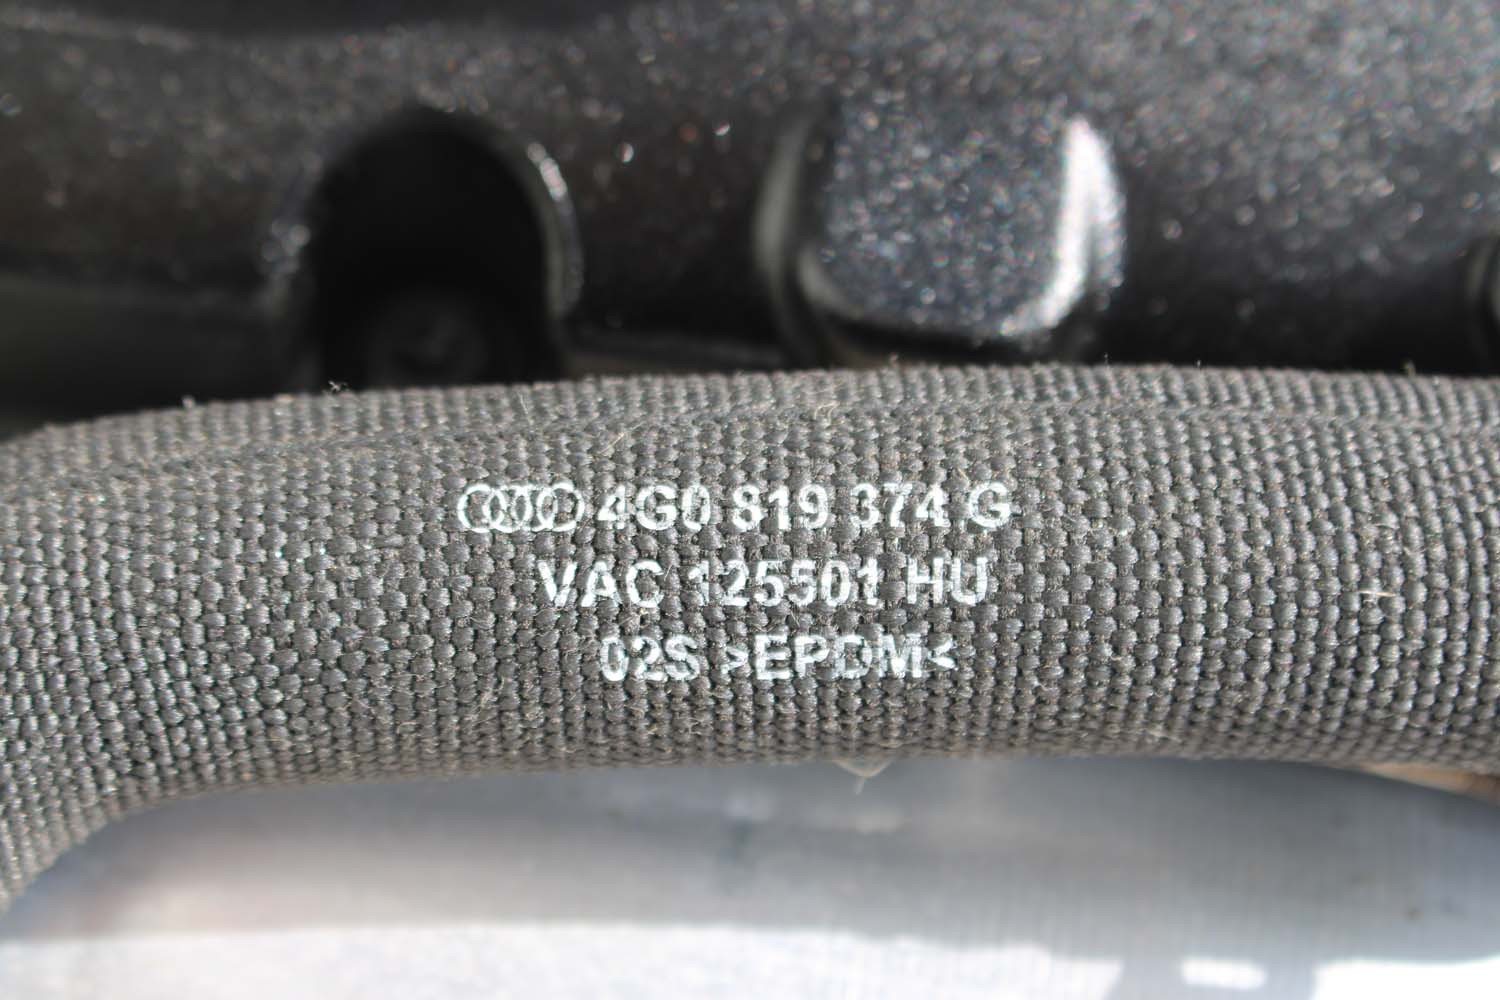 4G0 819 374 G
VAC 125501 HU
02S >EPDM<